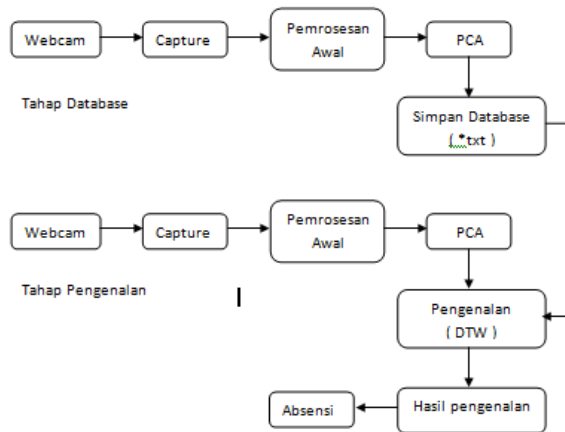 Webcam
Capture
Pemrosesan
Awal
PCA
Tahap Database
Simpan Database
( *txt )
Webcam
Capture
Pemrosesan
Awal
PCA
Tahap Pengenalan
Pengenalan
( DTW )
Absensi
Hasil pengenalan